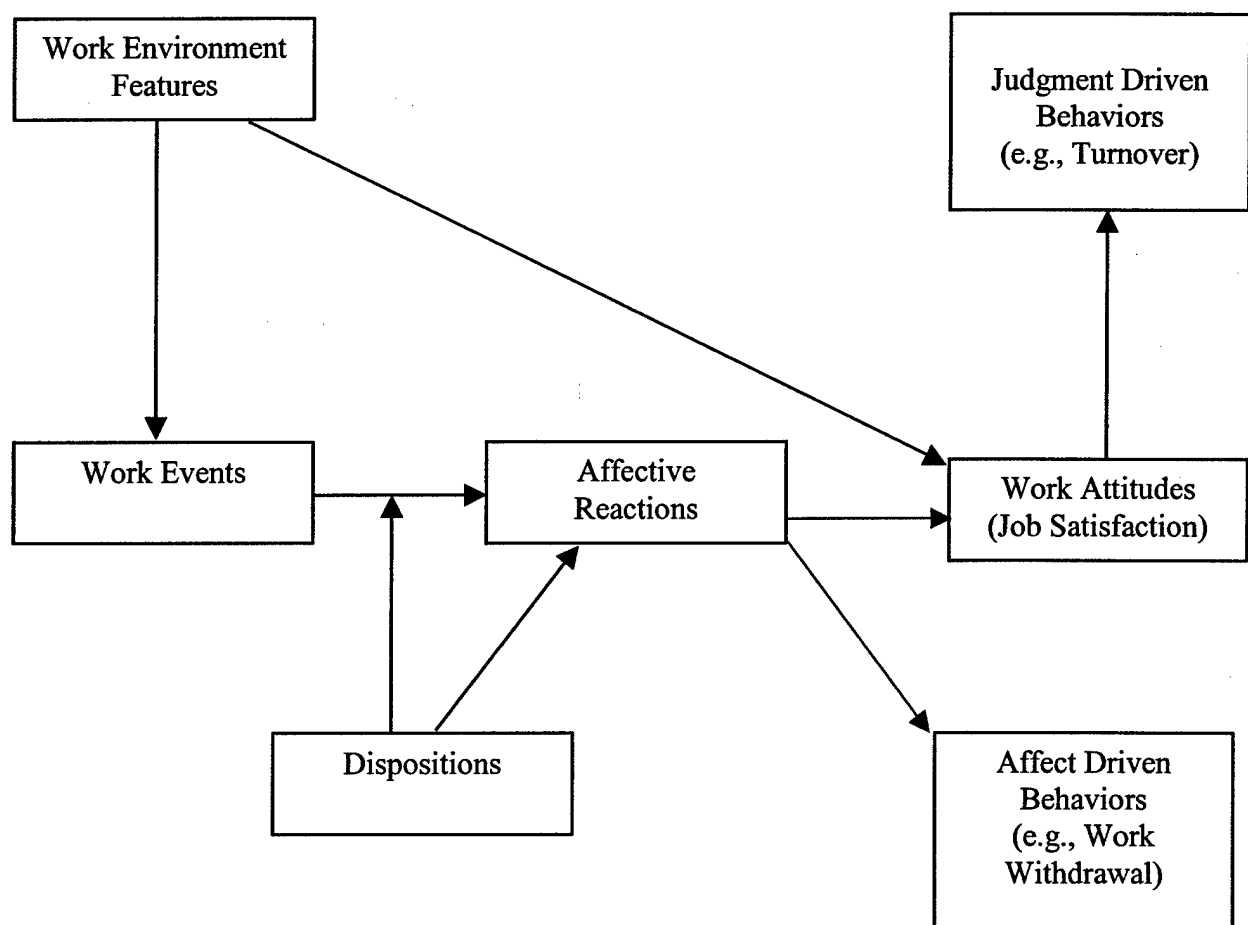 Work Environment
Features
Judgment Driven
Behaviors
(e.g., Turnover)
Work Events
Affective
Reactions
Work Attitudes
(Job Satisfaction)
Dispositions
Affect Driven
Behaviors
(e.g., Work
Withdrawal)